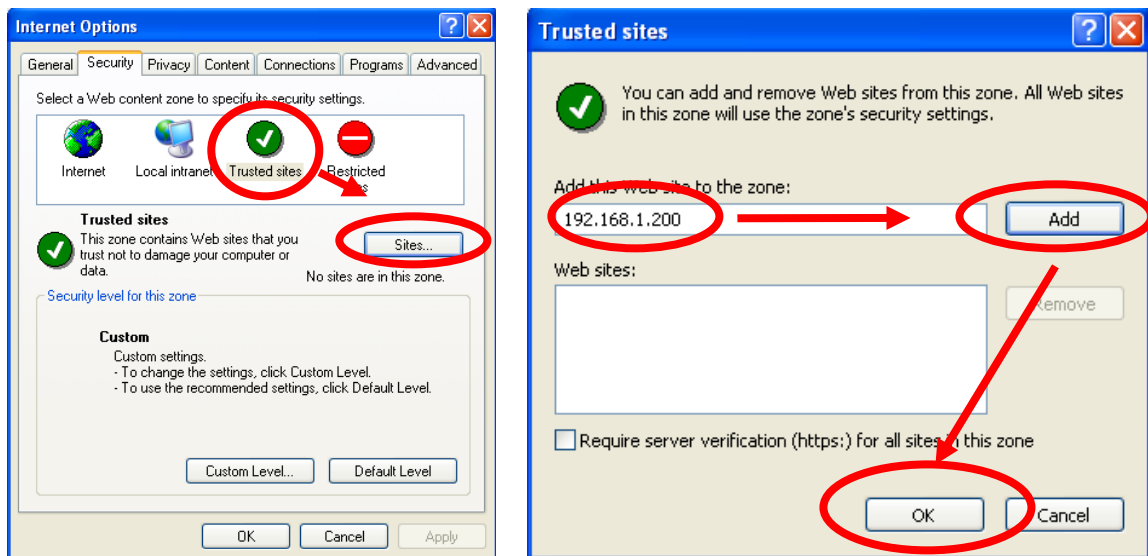 Internet Options
General Security Privacy Content Connections Programs Advanced
Select a Web content zone to specify its security settings.
Internet Local intranet Trusted sites Restricted
Trusted sites
This zone contains Web sites that you
trust not to damage your computer or
data.
Sites...
No sites are in this zone.
Security level for this zone
Custom
Custom settings.
- To change the settings, click Custom Level.
- To use the recommended settings, click Default Level.
Custom Level... Default Level
OK Cancel Apply
Trusted sites
You can add and remove Web sites from this zone. All Web sites
in this zone will use the zone's security settings.
Add this Web site to the zone:
192.168.1.200 Add
Web sites:
Remove
Require server verification (https:) for all sites in this zone
OK Cancel